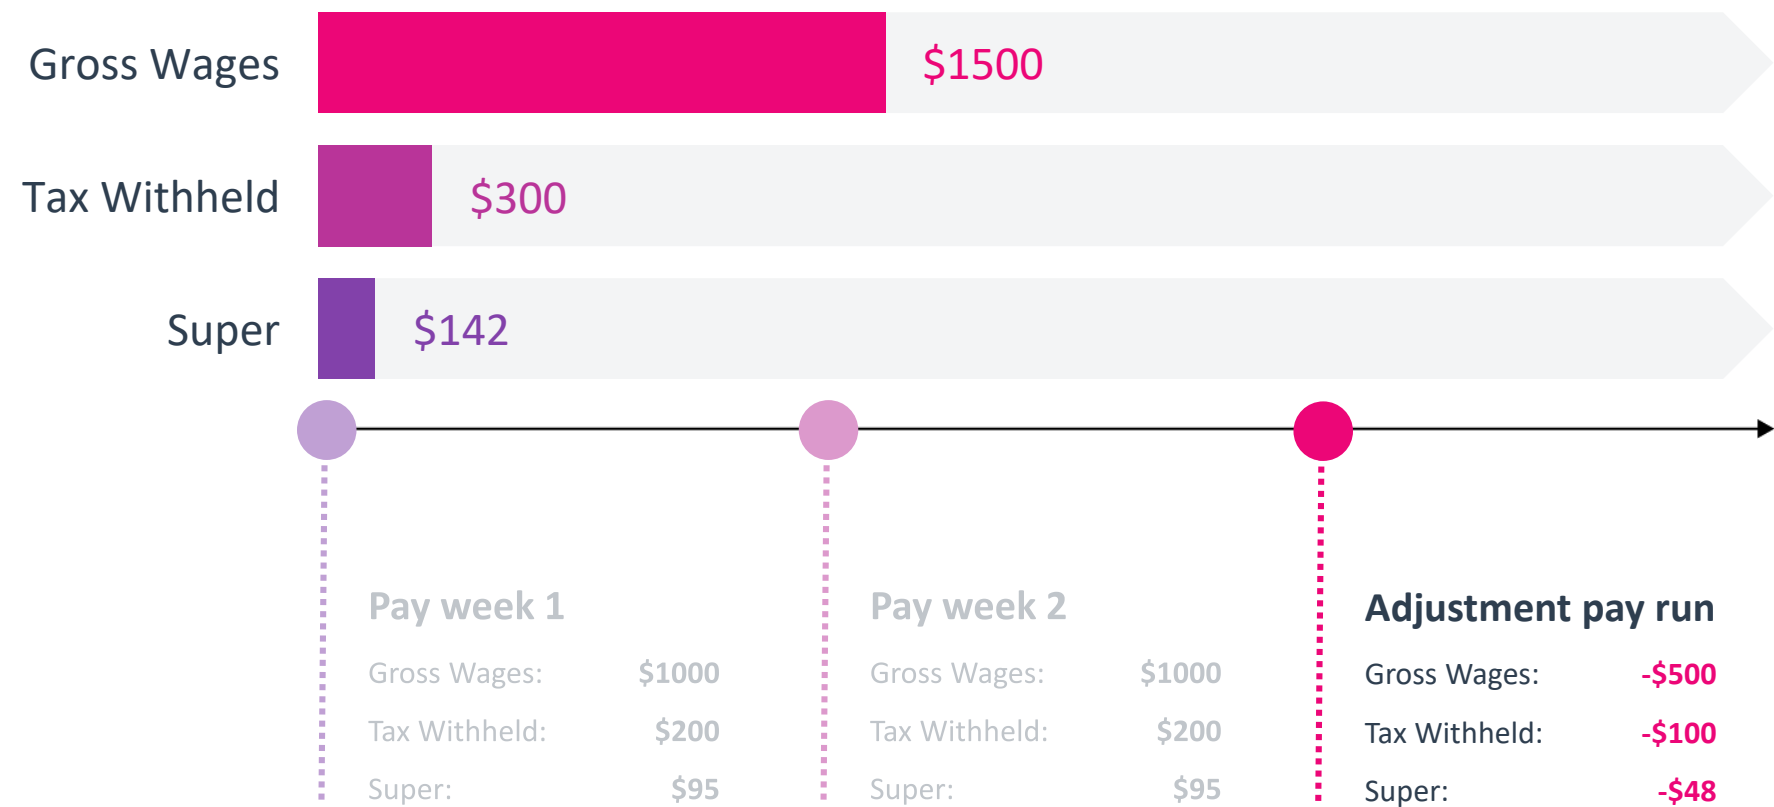 Gross Wages $1500
Tax Withheld $300
Super $142
Pay week 1
Gross Wages: $1000
Tax Withheld: $200
Super: $95
Pay week 2
Gross Wages: $1000
Tax Withheld: $200
Super: $95
Adjustment pay run
Gross Wages: -$500
Tax Withheld: -$100
Super: -$48